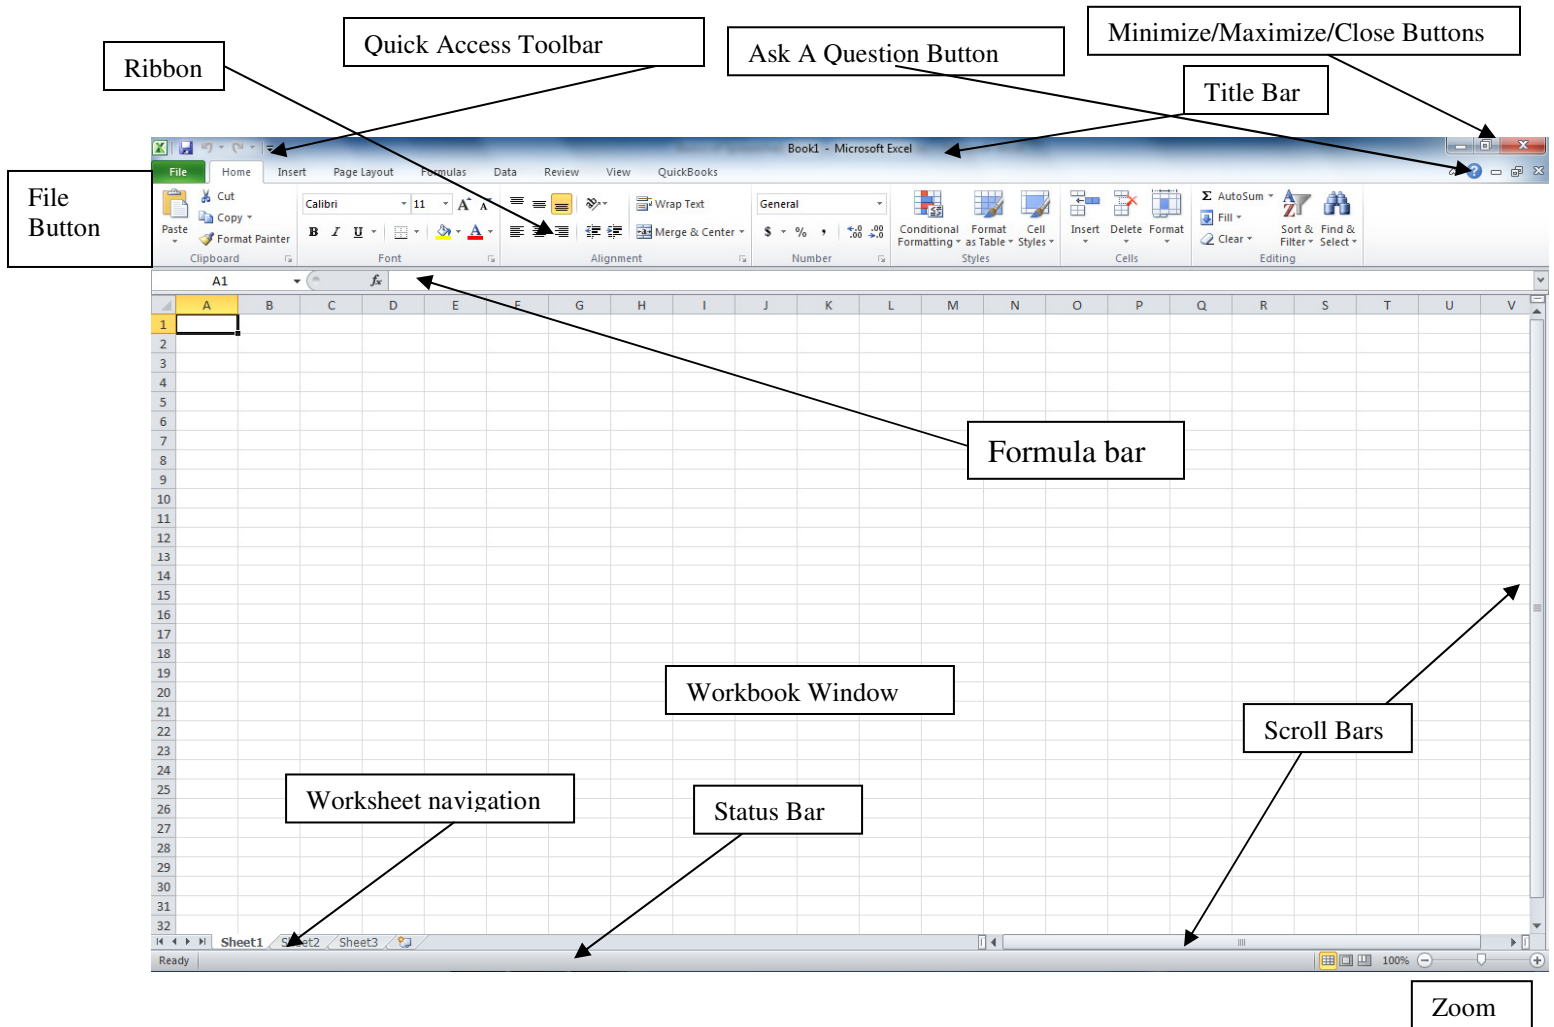 Quick Access Toolbar
Ask A Question Button
Minimize/Maximize/Close Buttons
Ribbon
Title Bar
Book1 - Microsoft Excel
File Home Insert Page Layout Formulas Data Review View QuickBooks
File
Button
Paste
Cut
Copy
Format Painter
Clipboard
Calibri 11
B I U
Font
Wrap Text
Merge & Center
Alignment
General
$ % ,
Number
Conditional
Formatting
Format
as Table
Cell
Styles
Styles
Insert Delete Format
Cells
Σ AutoSum
Fill
Clear
Sort &
Filter
Find &
Select
Editing
A1 fx
A B C D E F G H I J K L M N O P Q R S T U V
1
2
3
4
5
6
7
8
9
10
11
12
13
14
15
16
17
18
19
20
21
22
23
24
25
26
27
28
29
30
31
32
Formula bar
Workbook Window
Scroll Bars
Worksheet navigation
Status Bar
Sheet1 Sheet2 Sheet3
Ready 100%
Zoom